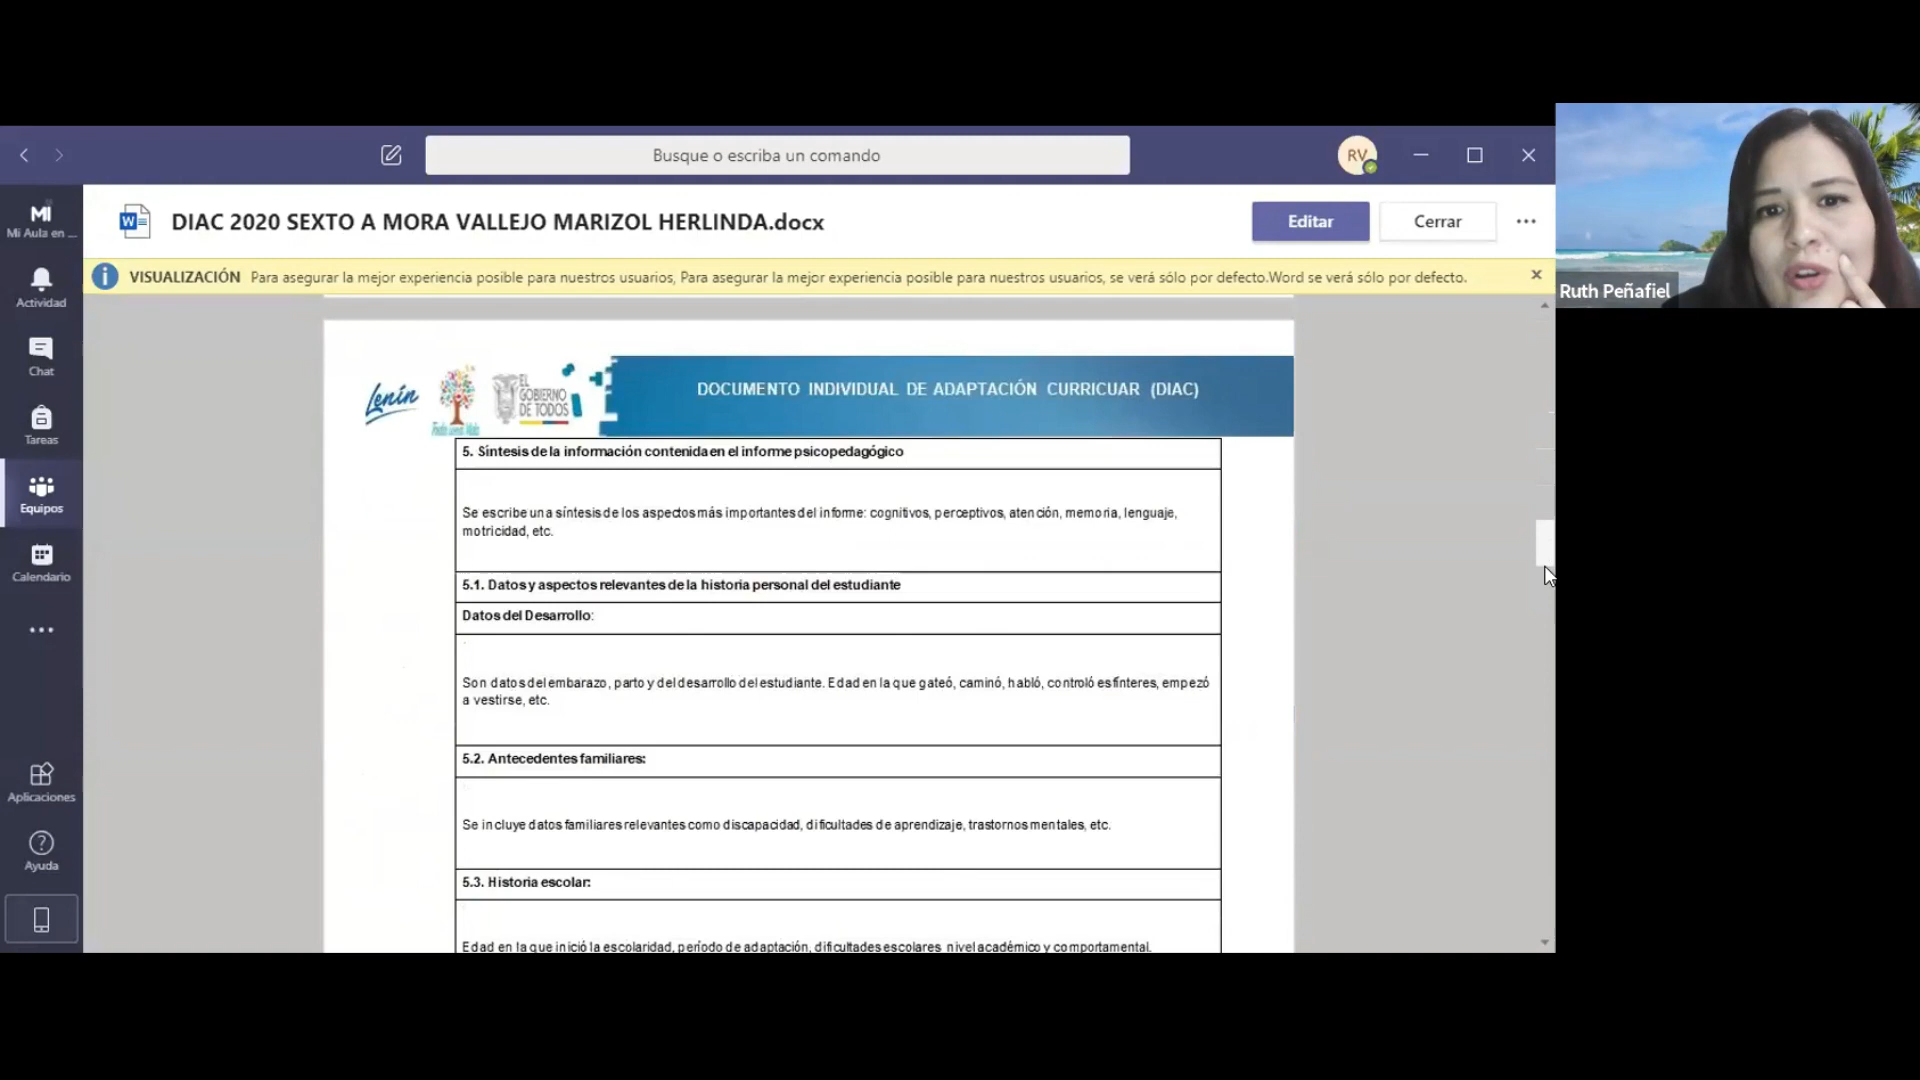 Busque o escriba un comando
RV
Mi
Mi Aula en ...
DIAC 2020 SEXTO A MORA VALLEJO MARIZOL HERLINDA.docx
Editar
Cerrar
VISUALIZACIÓN Para asegurar la mejor experiencia posible para nuestros usuarios, Para asegurar la mejor experiencia posible para nuestros usuarios, se verá sólo por defecto.Word se verá sólo por defecto.
Ruth Peñafiel
Actividad
Chat
Tareas
Equipos
Calendario
Aplicaciones
Ayuda
Lenín
EL
GOBIERNO
DE TODOS
DOCUMENTO INDIVIDUAL DE ADAPTACIÓN CURRICUAR (DIAC)
5. Síntesis de la información contenida en el informe psicopedagógico
Se escribe una síntesis de los aspectos más importantes del informe: cognitivos, perceptivos, atención, memoria, lenguaje,
motricidad, etc.
5.1. Datos y aspectos relevantes de la historia personal del estudiante
Datos del Desarrollo:
Son datos del embarazo, parto y del desarrollo del estudiante. Edad en la que gateó, caminó, habló, controló esfínteres, empezó
a vestirse, etc.
5.2. Antecedentes familiares:
Se incluye datos familiares relevantes como discapacidad, dificultades de aprendizaje, trastornos mentales, etc.
5.3. Historia escolar:
Edad en la que inició la escolaridad, período de adaptación, dificultades escolares nivel académico y comportamental.